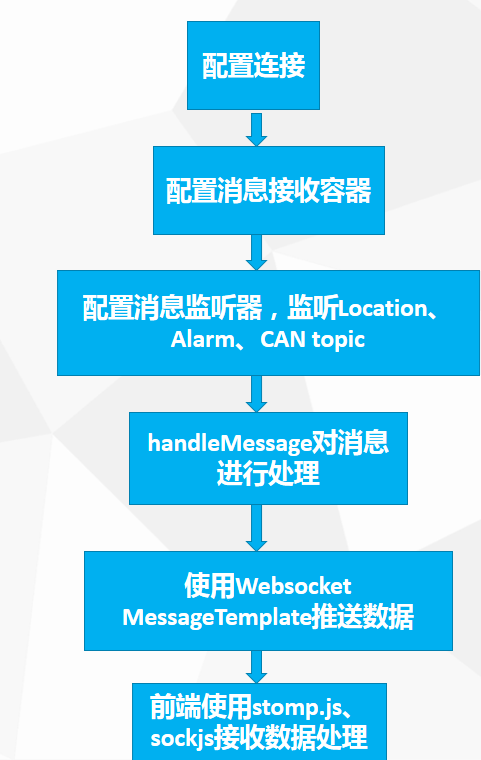 配置连接
配置消息接收容器
配置消息监听器，监听Location、
Alarm、CAN topic
handleMessage对消息
进行处理
使用Websocket
MessageTemplate推送数据
前端使用stomp.js、
sockjs接收数据处理